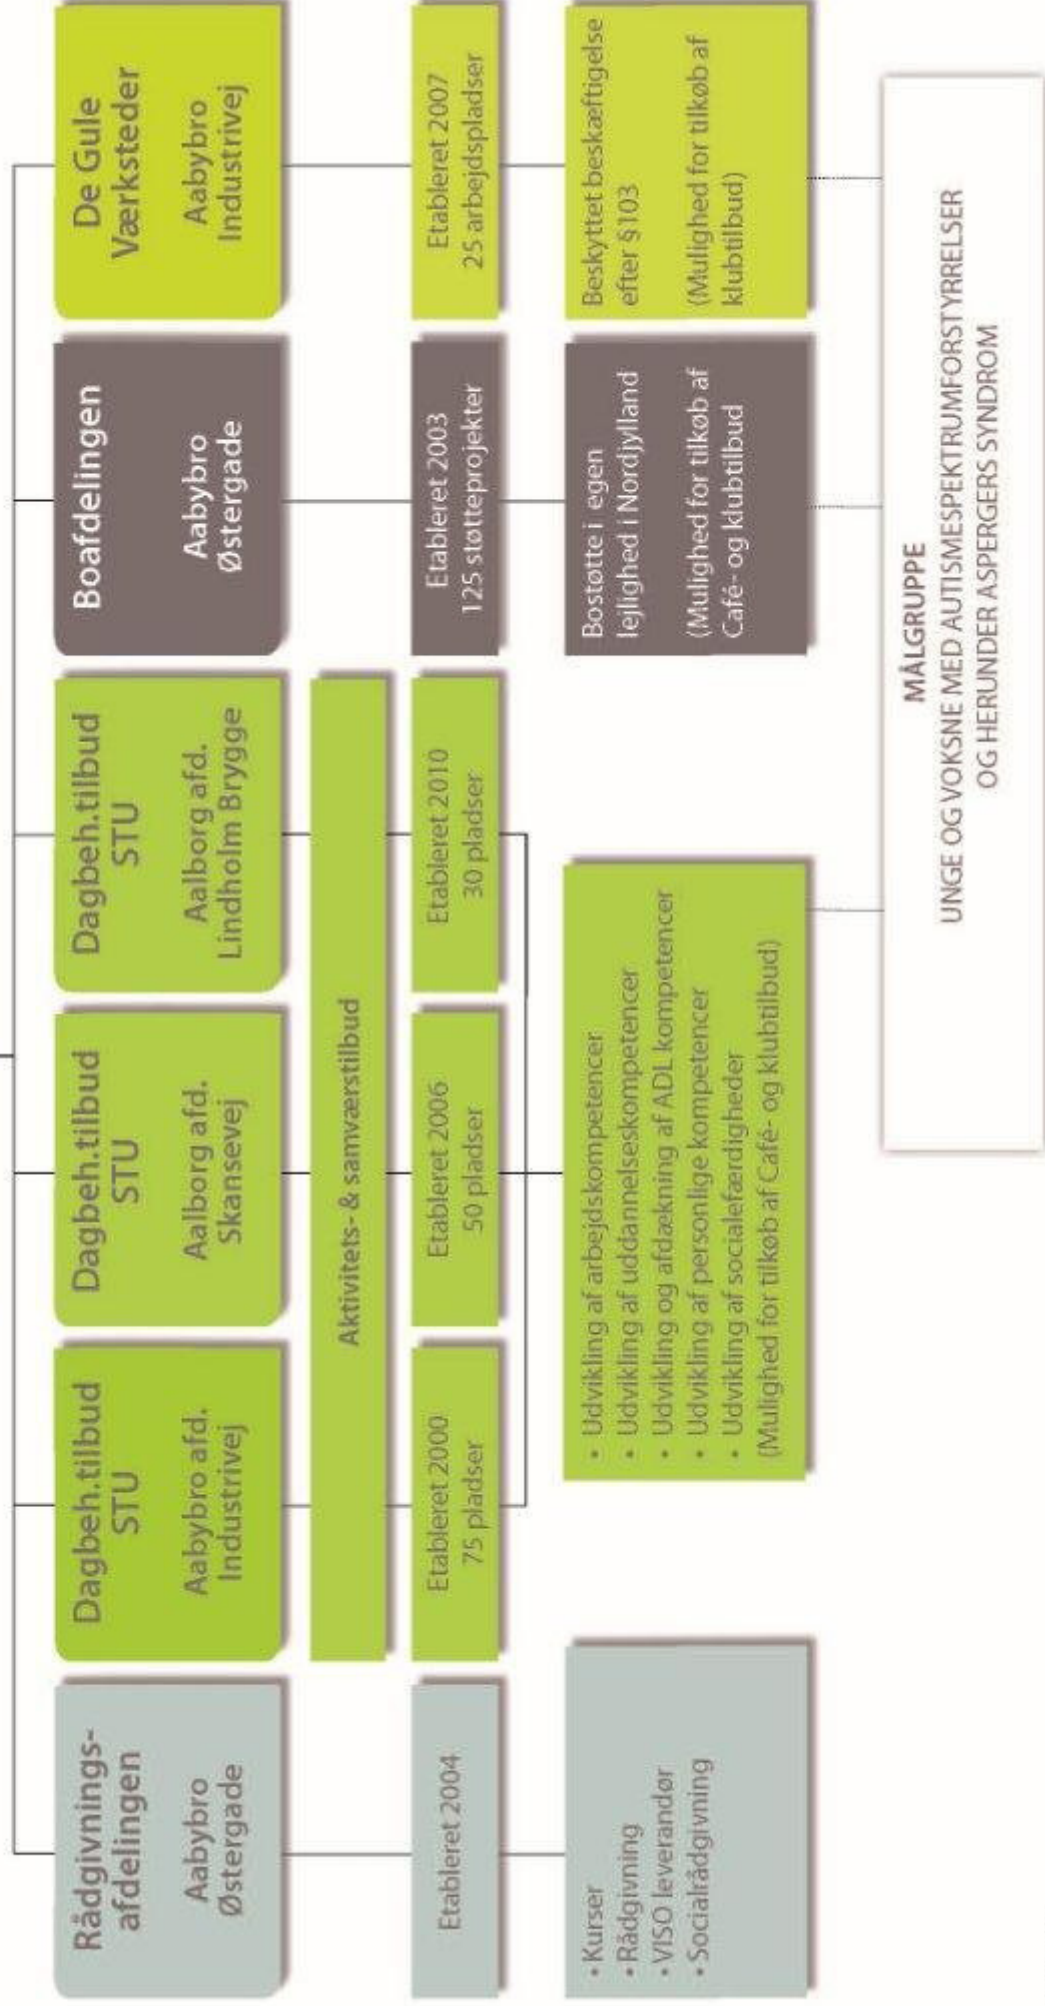 Rådgivnings-
afdelingen
Aabybro
Østergade
Dagbeh.tilbud
STU
Aabybro afd.
Industrivej
Dagbeh.tilbud
STU
Aalborg afd.
Skansevej
Dagbeh.tilbud
STU
Aalborg afd.
Lindholm Brygge
Boafdelingen
Aabybro
Østergade
De Gule
Værksteder
Aabybro
Industrivej
Aktivitets- & samværstilbud
Etableret 2004
Etableret 2000
75 pladser
Etableret 2006
50 pladser
Etableret 2010
30 pladser
Etableret 2003
125 støtteprojekter
Etableret 2007
25 arbejdspladser
• Kurser
• Rådgivning
• VISO leverandør
• Socialrådgivning
• Udvikling af arbejdskompetencer
• Udvikling af uddannelseskompetencer
• Udvikling og afdækning af ADL kompetencer
• Udvikling af personlige kompetencer
• Udvikling af socialefærdigheder
(Mulighed for tilkøb af Café- og klubtilbud)
Bostøtte i egen
lejlighed i Nordjylland
(Mulighed for tilkøb af
Café- og klubtilbud
Beskyttet beskæftigelse
efter §103
(Mulighed for tilkøb af
klubtilbud)
MÅLGRUPPE
UNGE OG VOKSNE MED AUTISMESPEKTRUMFORSTYRRELSER
OG HERUNDER ASPERGERS SYNDROM